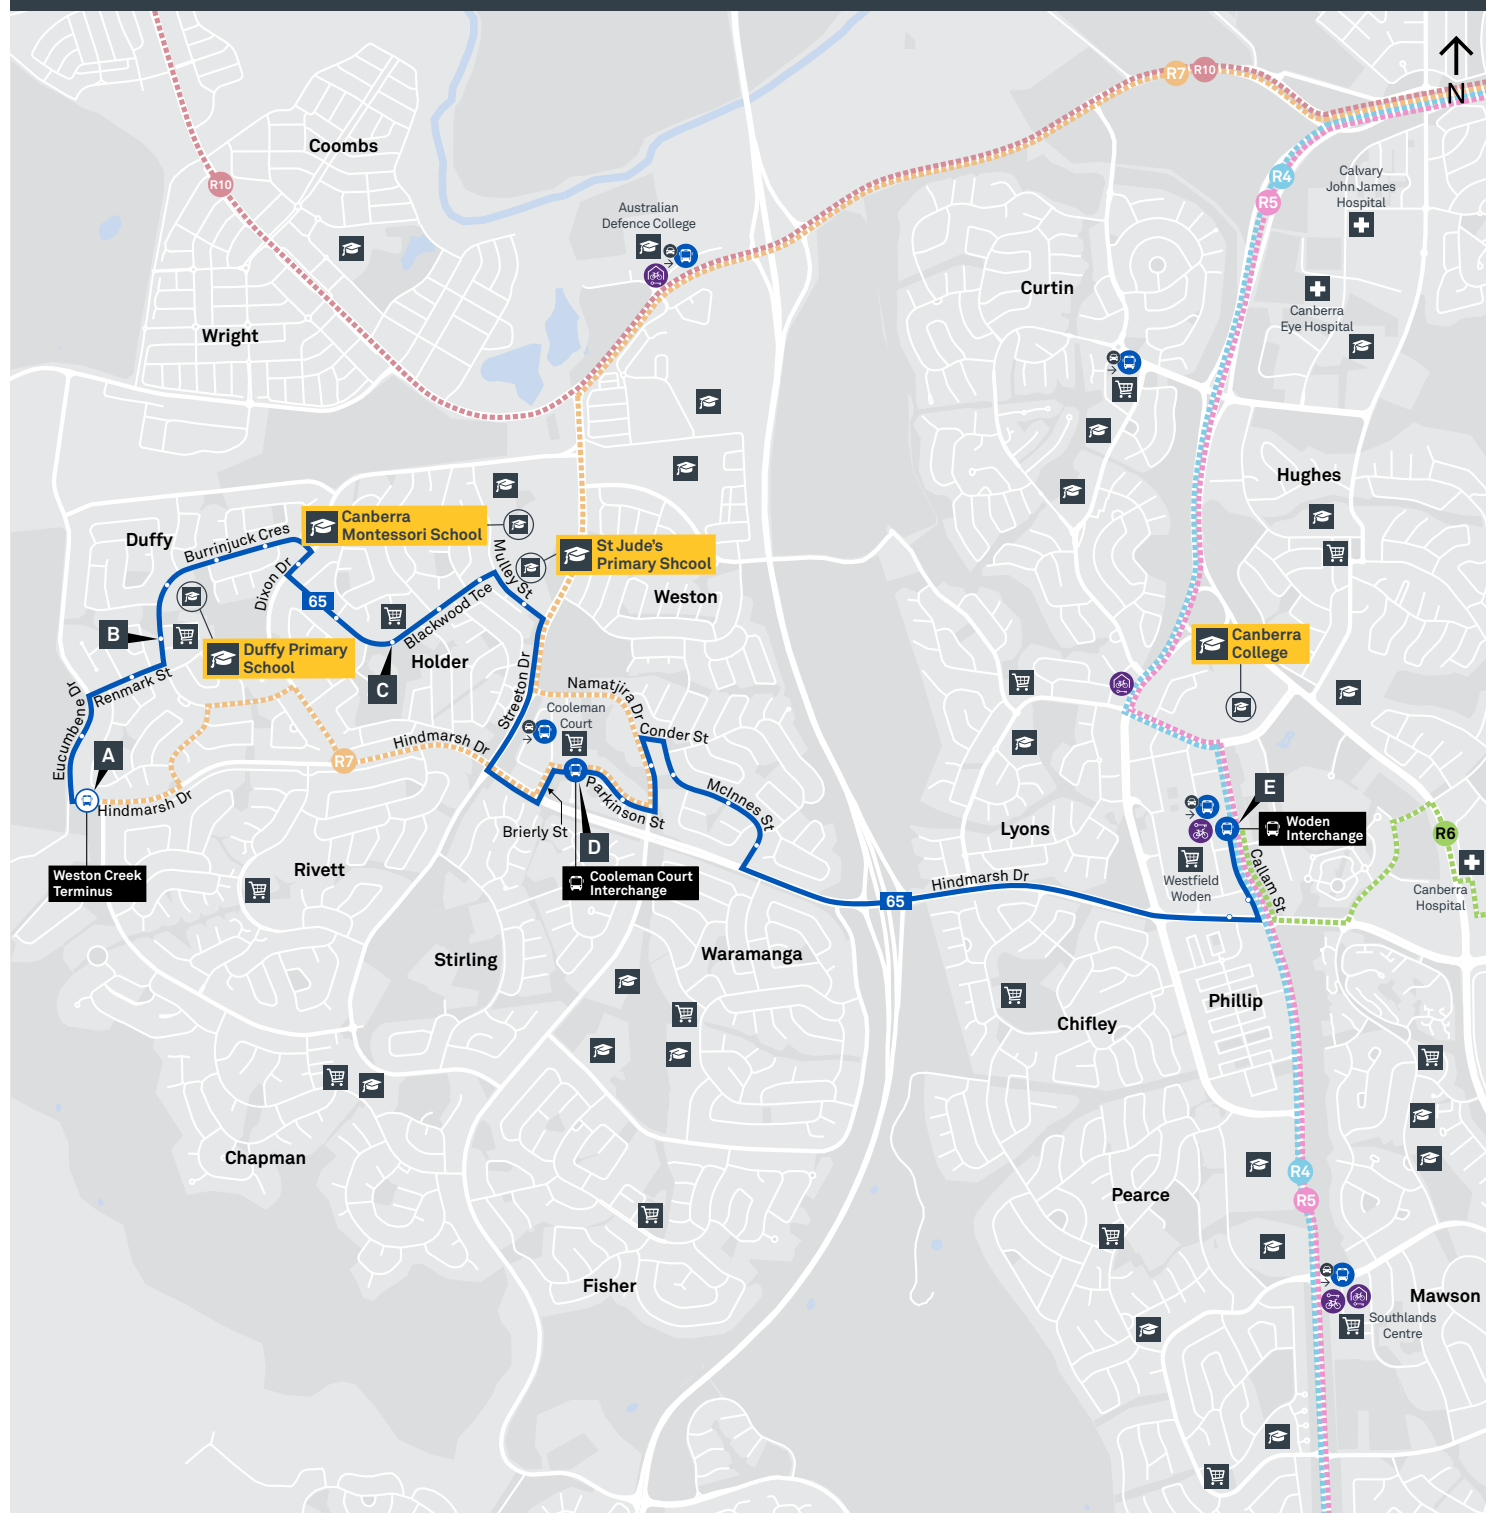 N
R7
R10
Coombs
R10
Calvary
John James
Hospital
R4
R5
Australian
Defence College
Curtin
Canberra
Eye Hospital
Wright
Hughes
Canberra
Montessori School
Duffy
Burrinjuck Cres
St Jude's
Primary Shcool
Mulley St
Dixon Dr
65
Weston
Blackwood Tce
B
Canberra
College
Duffy Primary
School
Holder
C
Renmark St
Eucumbene Dr
Streeton Dr
Namatjira Dr
Cooleman
Court
Conder St
Hindmarsh Dr
A
R7
Hindmarsh Dr
McInnes St
Parkinson St
E
Woden
Interchange
Lyons
R6
Brierly St
D
Callam St
Rivett
Weston Creek
Terminus
Cooleman Court
Interchange
Westfield
Woden
Hindmarsh Dr
65
Canberra
Hospital
Stirling
Waramanga
Phillip
Chifley
Chapman
R4
R5
Pearce
Fisher
Mawson
Southlands
Centre